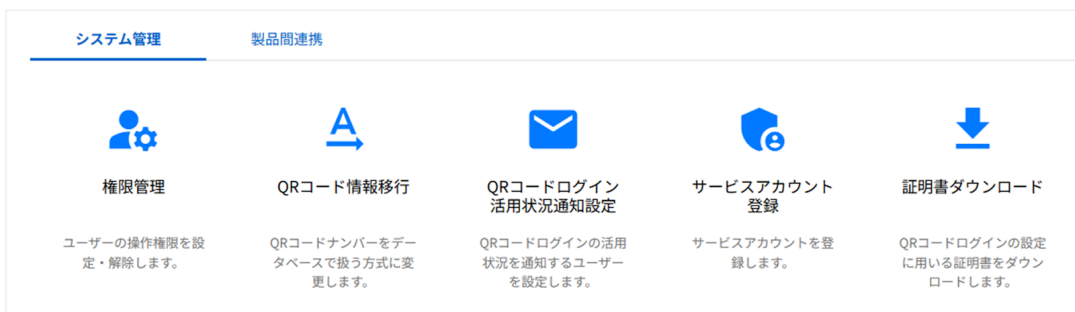 システム管理
製品間連携
権限管理
QRコード情報移行
QRコードログイン
活用状況通知設定
サービスアカウント
登録
証明書ダウンロード
ユーザーの操作権限を設
定・解除します。
QRコードナンバーをデー
タベースで扱う方式に変
更します。
QRコードログインの活用
状況を通知するユーザー
を設定します。
サービスアカウントを登
録します。
QRコードログインの設定
に用いる証明書をダウン
ロードします。